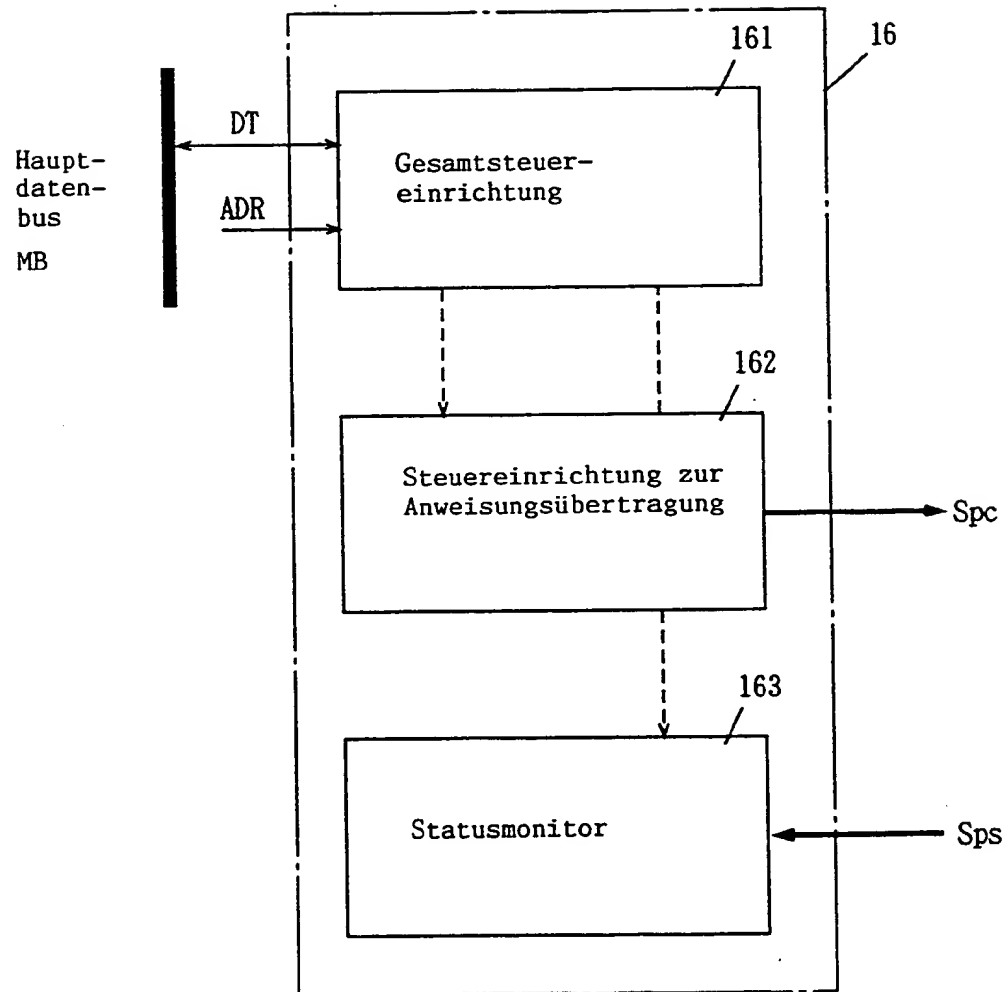 16
161
Haupt-
daten-
bus
MB
DT
ADR
Gesamtsteuer-
einrichtung
162
Steuereinrichtung zur
Anweisungsübertragung
Spc
163
Statusmonitor
Sps